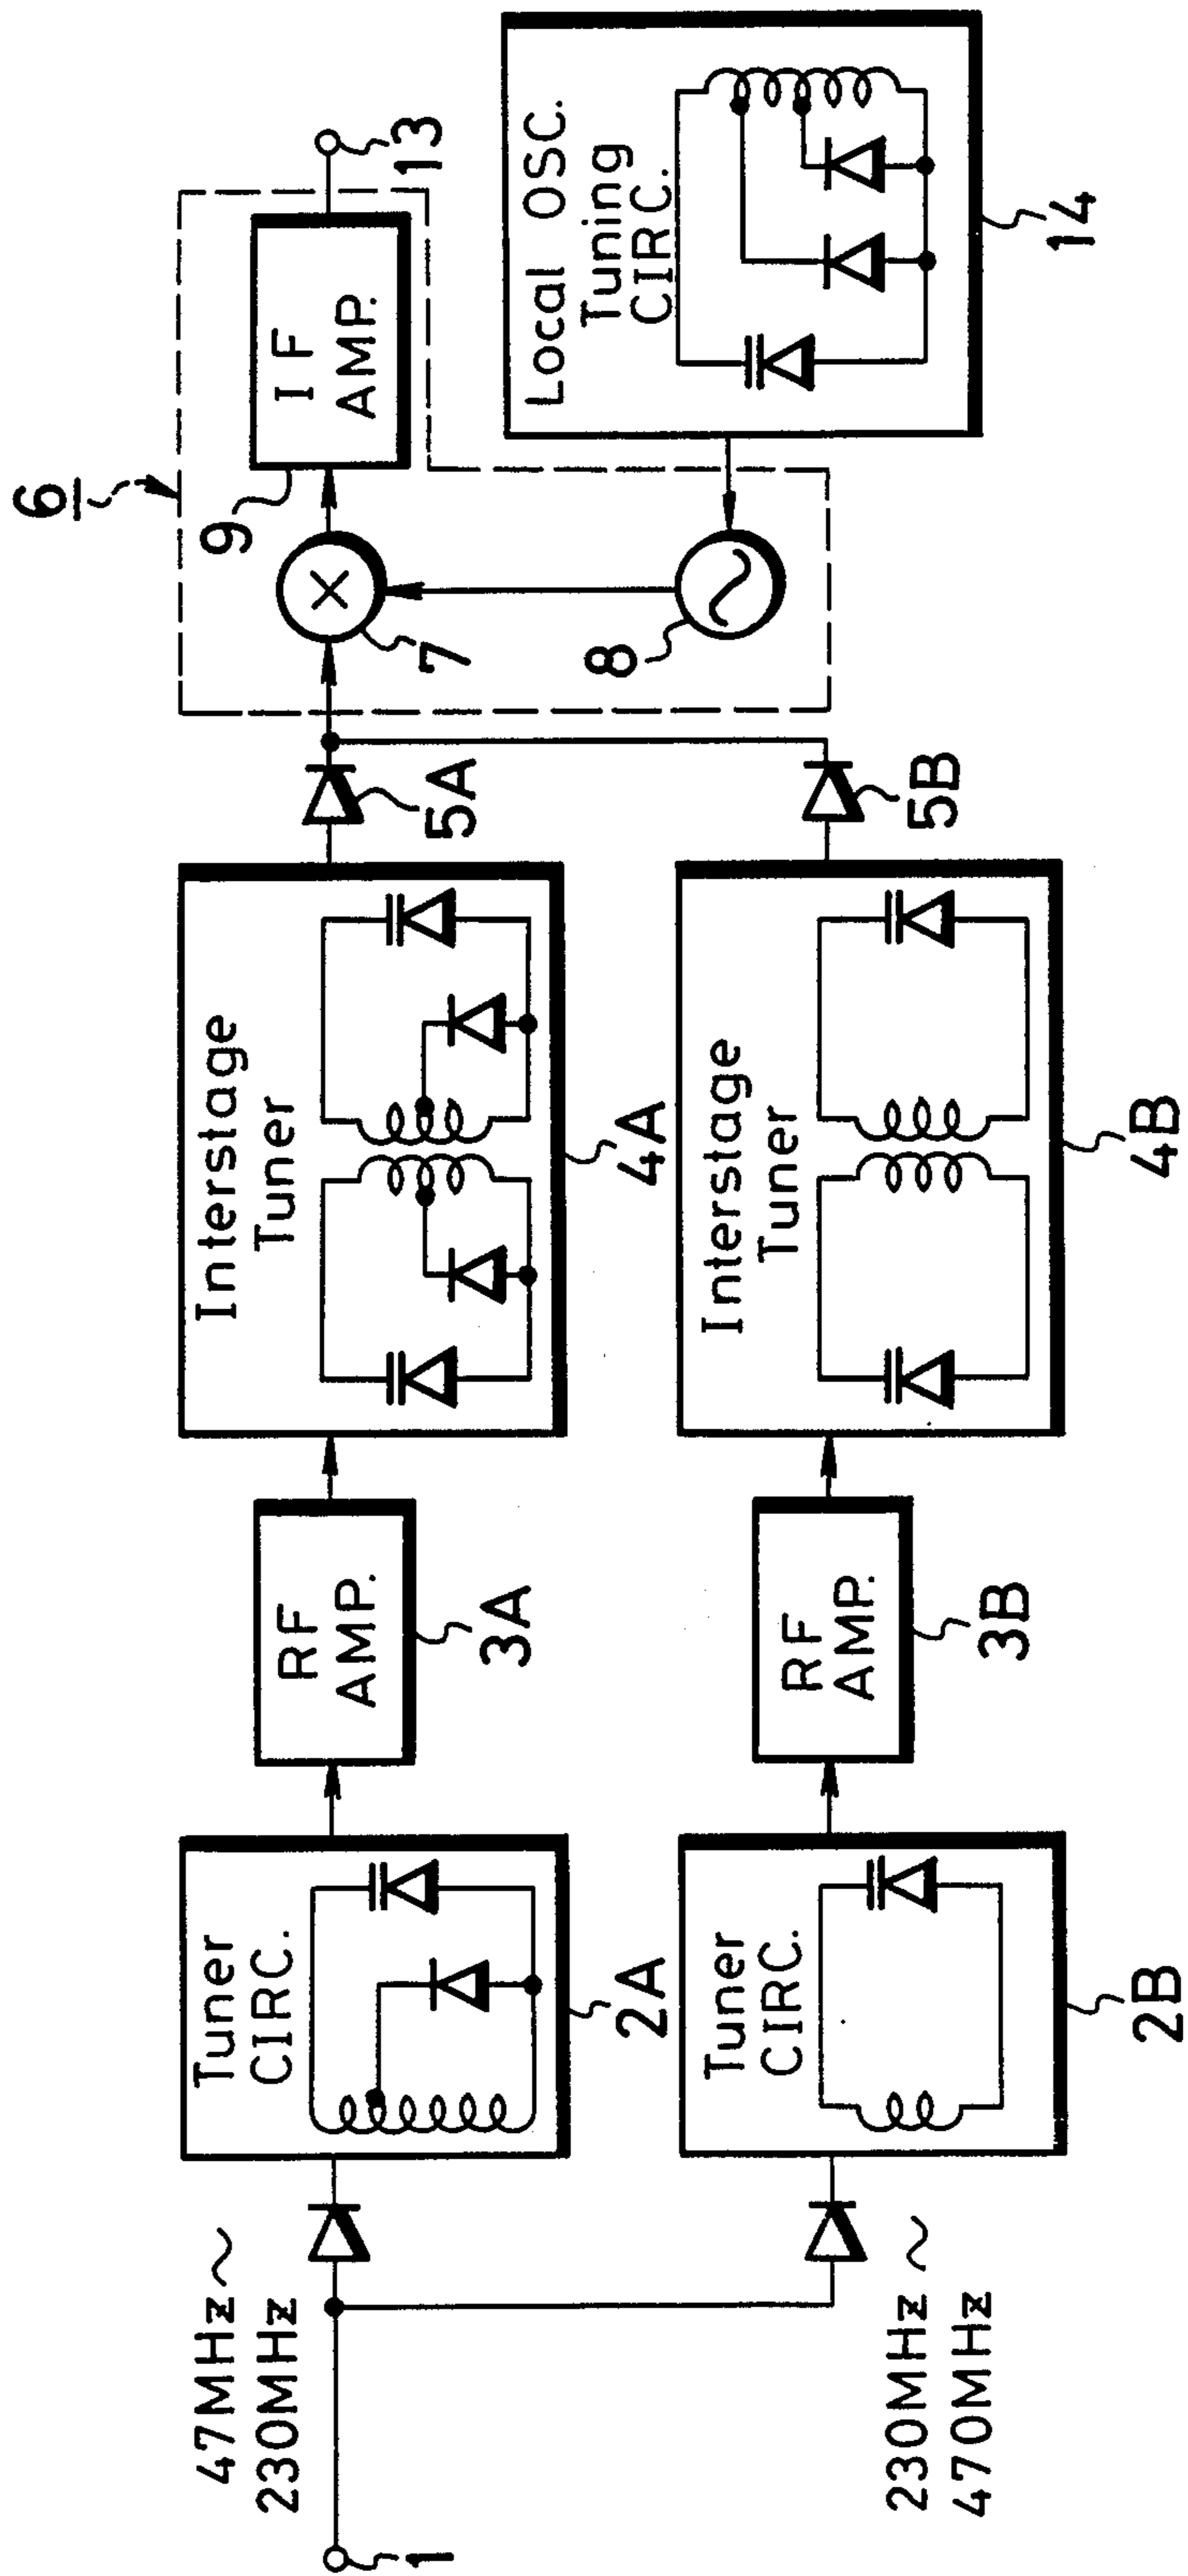 1
47MHz ~
230MHz
230MHz ~
470MHz
Tuner
CIRC.
2A
Tuner
CIRC.
2B
RF
AMP.
3A
RF
AMP.
3B
Interstage
Tuner
4A
Interstage
Tuner
4B
5A
5B
6
7
8
9
IF
AMP.
13
Local OSC.
Tuning
CIRC.
14